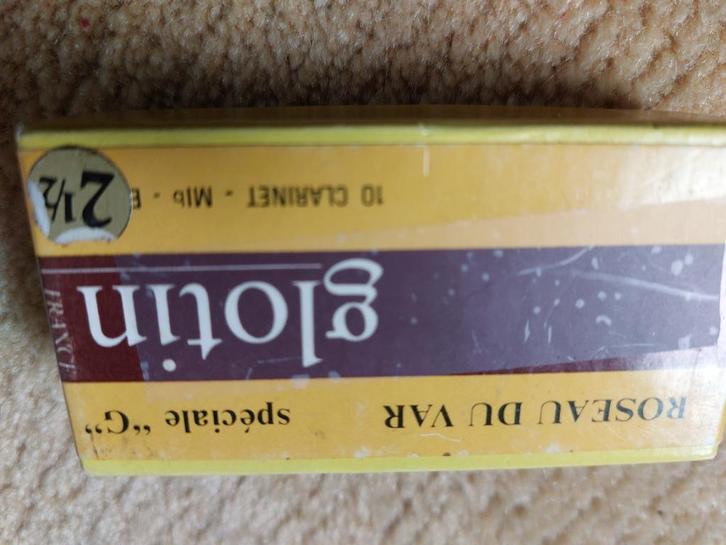 ROSEAU DU VAR spéciale “G”
glotin
FRANCE
10 CLARINET - MIb - E
2½